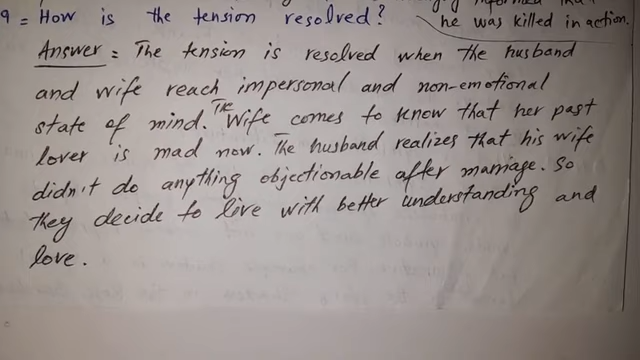 9 = How is the tension resolved?
he was killed in action.
Answer = The tension is resolved when the husband
and wife reach impersonal and non-emotional
state of mind. The Wife comes to know that her past
lover is mad now. The husband realizes that his wife
didn't do anything objectionable after marriage. So
they decide to live with better understanding and
love.